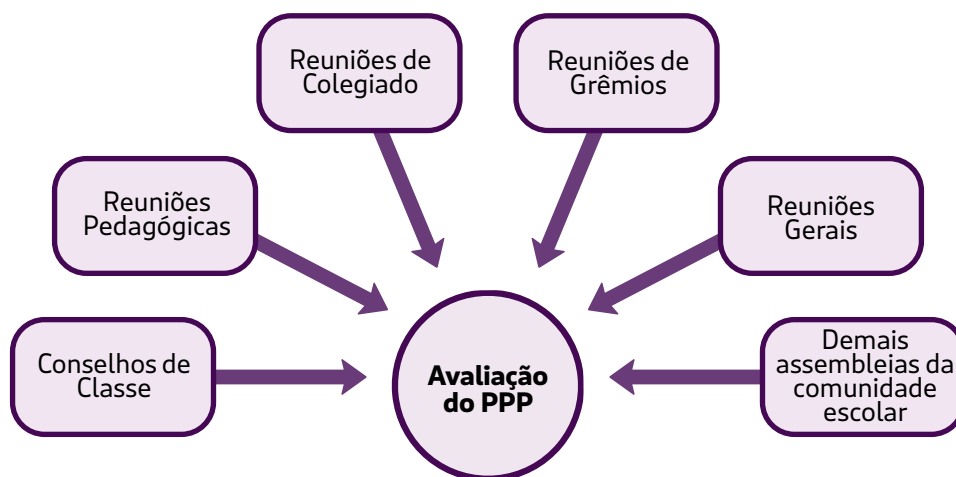 Reuniões de
Colegiado
Reuniões de
Grêmios
Reuniões
Pedagógicas
Reuniões
Gerais
Conselhos de
Classe
Avaliação
do PPP
Demais
assembleias da
comunidade
escolar